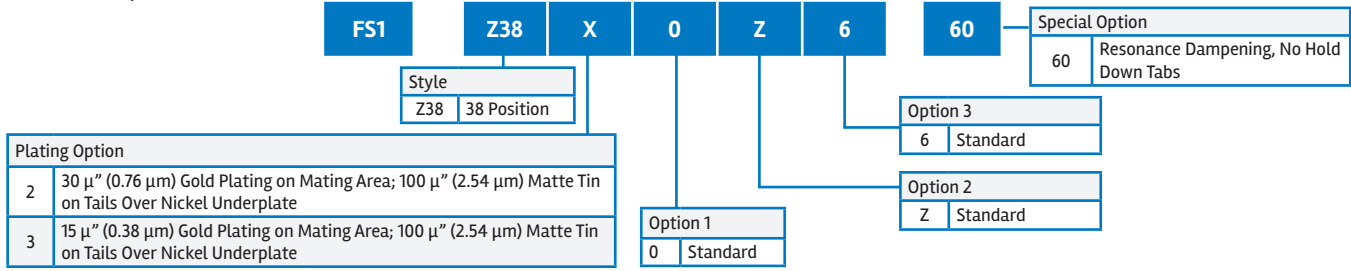 FS1 Z38 X 0 Z 6 60
Special Option
60 Resonance Dampening, No Hold
Down Tabs
Style
Z38 38 Position
Option 3
6 Standard
Plating Option
2 30 µ” (0.76 µm) Gold Plating on Mating Area; 100 µ” (2.54 µm) Matte Tin
on Tails Over Nickel Underplate
3 15 µ” (0.38 µm) Gold Plating on Mating Area; 100 µ” (2.54 µm) Matte Tin
on Tails Over Nickel Underplate
Option 2
Z Standard
Option 1
0 Standard